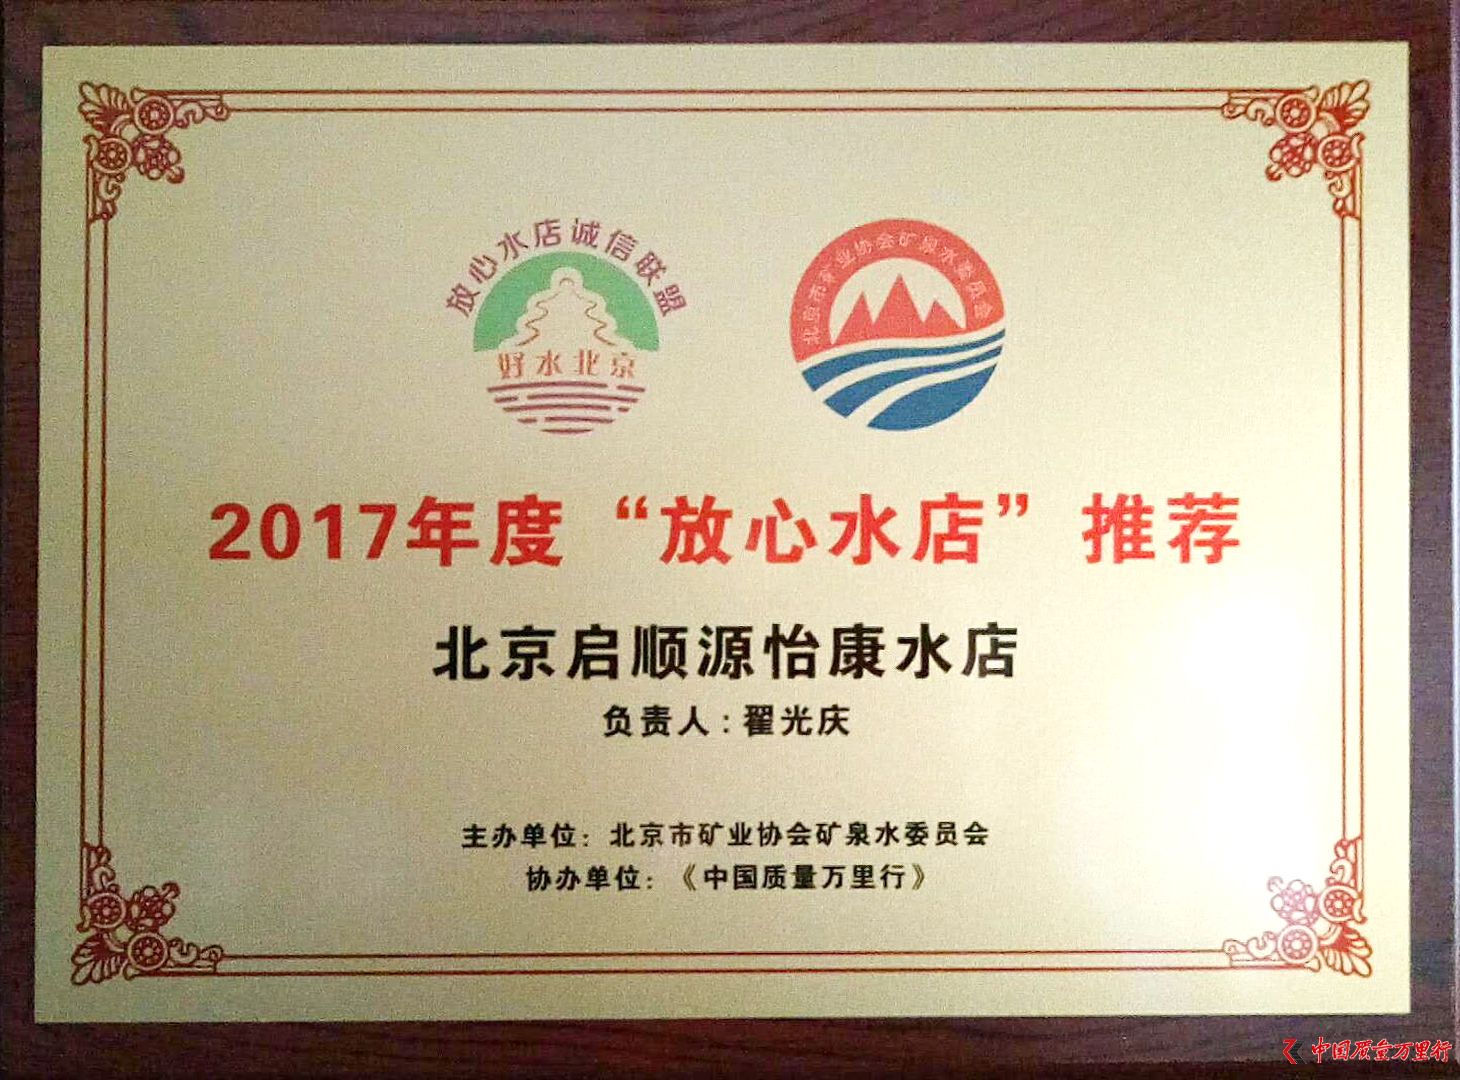 放心水店诚信联盟
好水北京
北京市矿业协会矿泉水委员会
2017年度“放心水店”推荐
北京启顺源怡康水店
负责人：翟光庆
主办单位：北京市矿业协会矿泉水委员会
协办单位：《中国质量万里行》
中国质量万里行